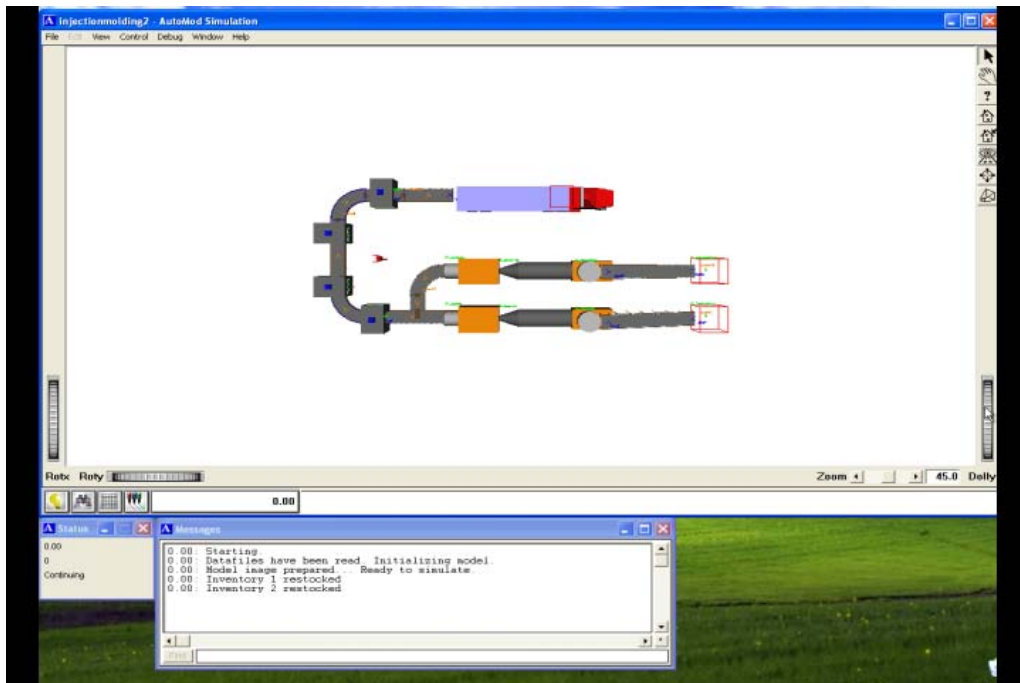 injectionmolding2 - AutoMod Simulation
File Edit View Control Debug Window Help
Rotx Roty
Zoom 45.0 Dolly
0.00
Status
0.00
0
Continuing
Messages
0.00: Starting.
0.00: Datafiles have been read. Initializing model.
0.00: Model image prepared... Ready to simulate.
0.00: Inventory 1 restocked
0.00: Inventory 2 restocked